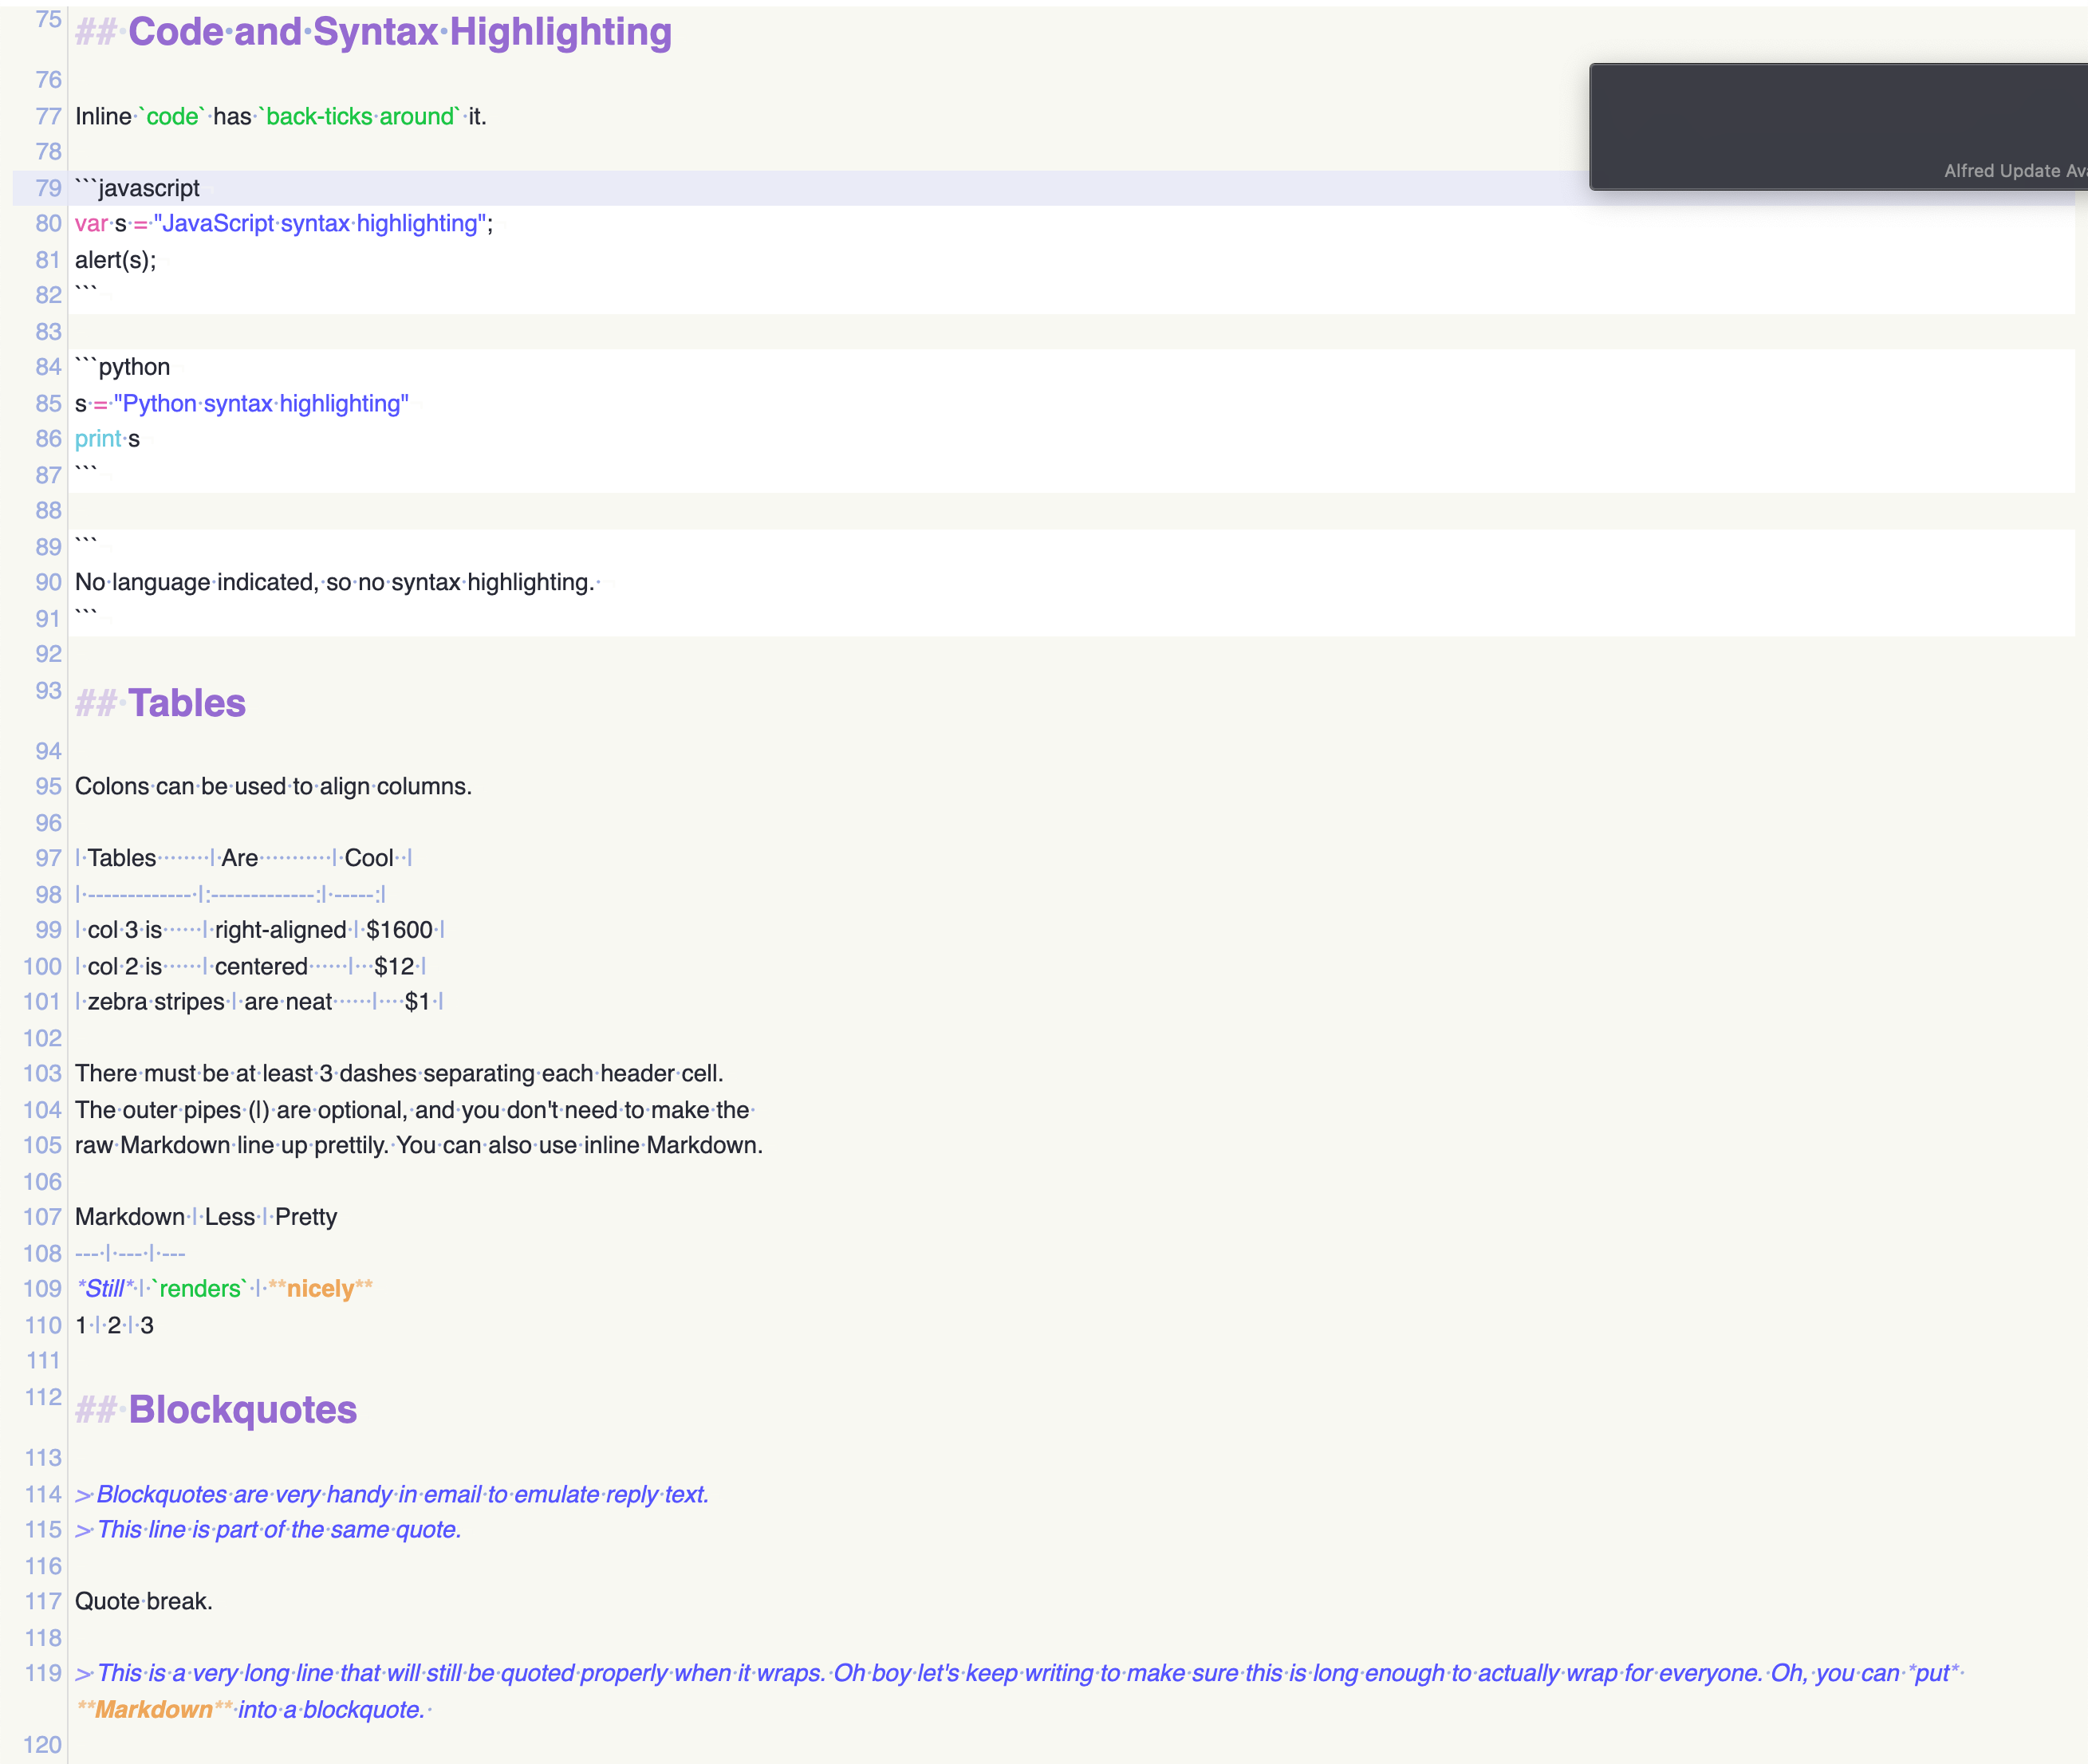 75 ## Code and Syntax Highlighting
76
77 Inline `code` has `back-ticks around` it.
78
Alfred Update
79 ```javascript
80 var s = "JavaScript syntax highlighting";
81 alert(s);
82 ```
83
84 ```python
85 s = "Python syntax highlighting"
86 print s
87 ```
88
89 ```
90 No language indicated, so no syntax highlighting.
91 ```
92
93 ## Tables
94
95 Colons can be used to align columns.
96
97 | Tables        | Are           | Cool  |
98 | ------------- |:-------------:| -----:|
99 | col 3 is      | right-aligned | $1600 |
100 | col 2 is      | centered      |   $12 |
101 | zebra stripes | are neat      |    $1 |
102
103 There must be at least 3 dashes separating each header cell.
104 The outer pipes (|) are optional, and you don't need to make the
105 raw Markdown line up prettily. You can also use inline Markdown.
106
107 Markdown | Less | Pretty
108 --- | --- | ---
109 *Still* | `renders` | **nicely**
110 1 | 2 | 3
111
112 ## Blockquotes
113
114 > Blockquotes are very handy in email to emulate reply text.
115 > This line is part of the same quote.
116
117 Quote break.
118
119 > This is a very long line that will still be quoted properly when it wraps. Oh boy let's keep writing to make sure this is long enough to actually wrap for everyone. Oh, you can *put*
**Markdown** into a blockquote.
120